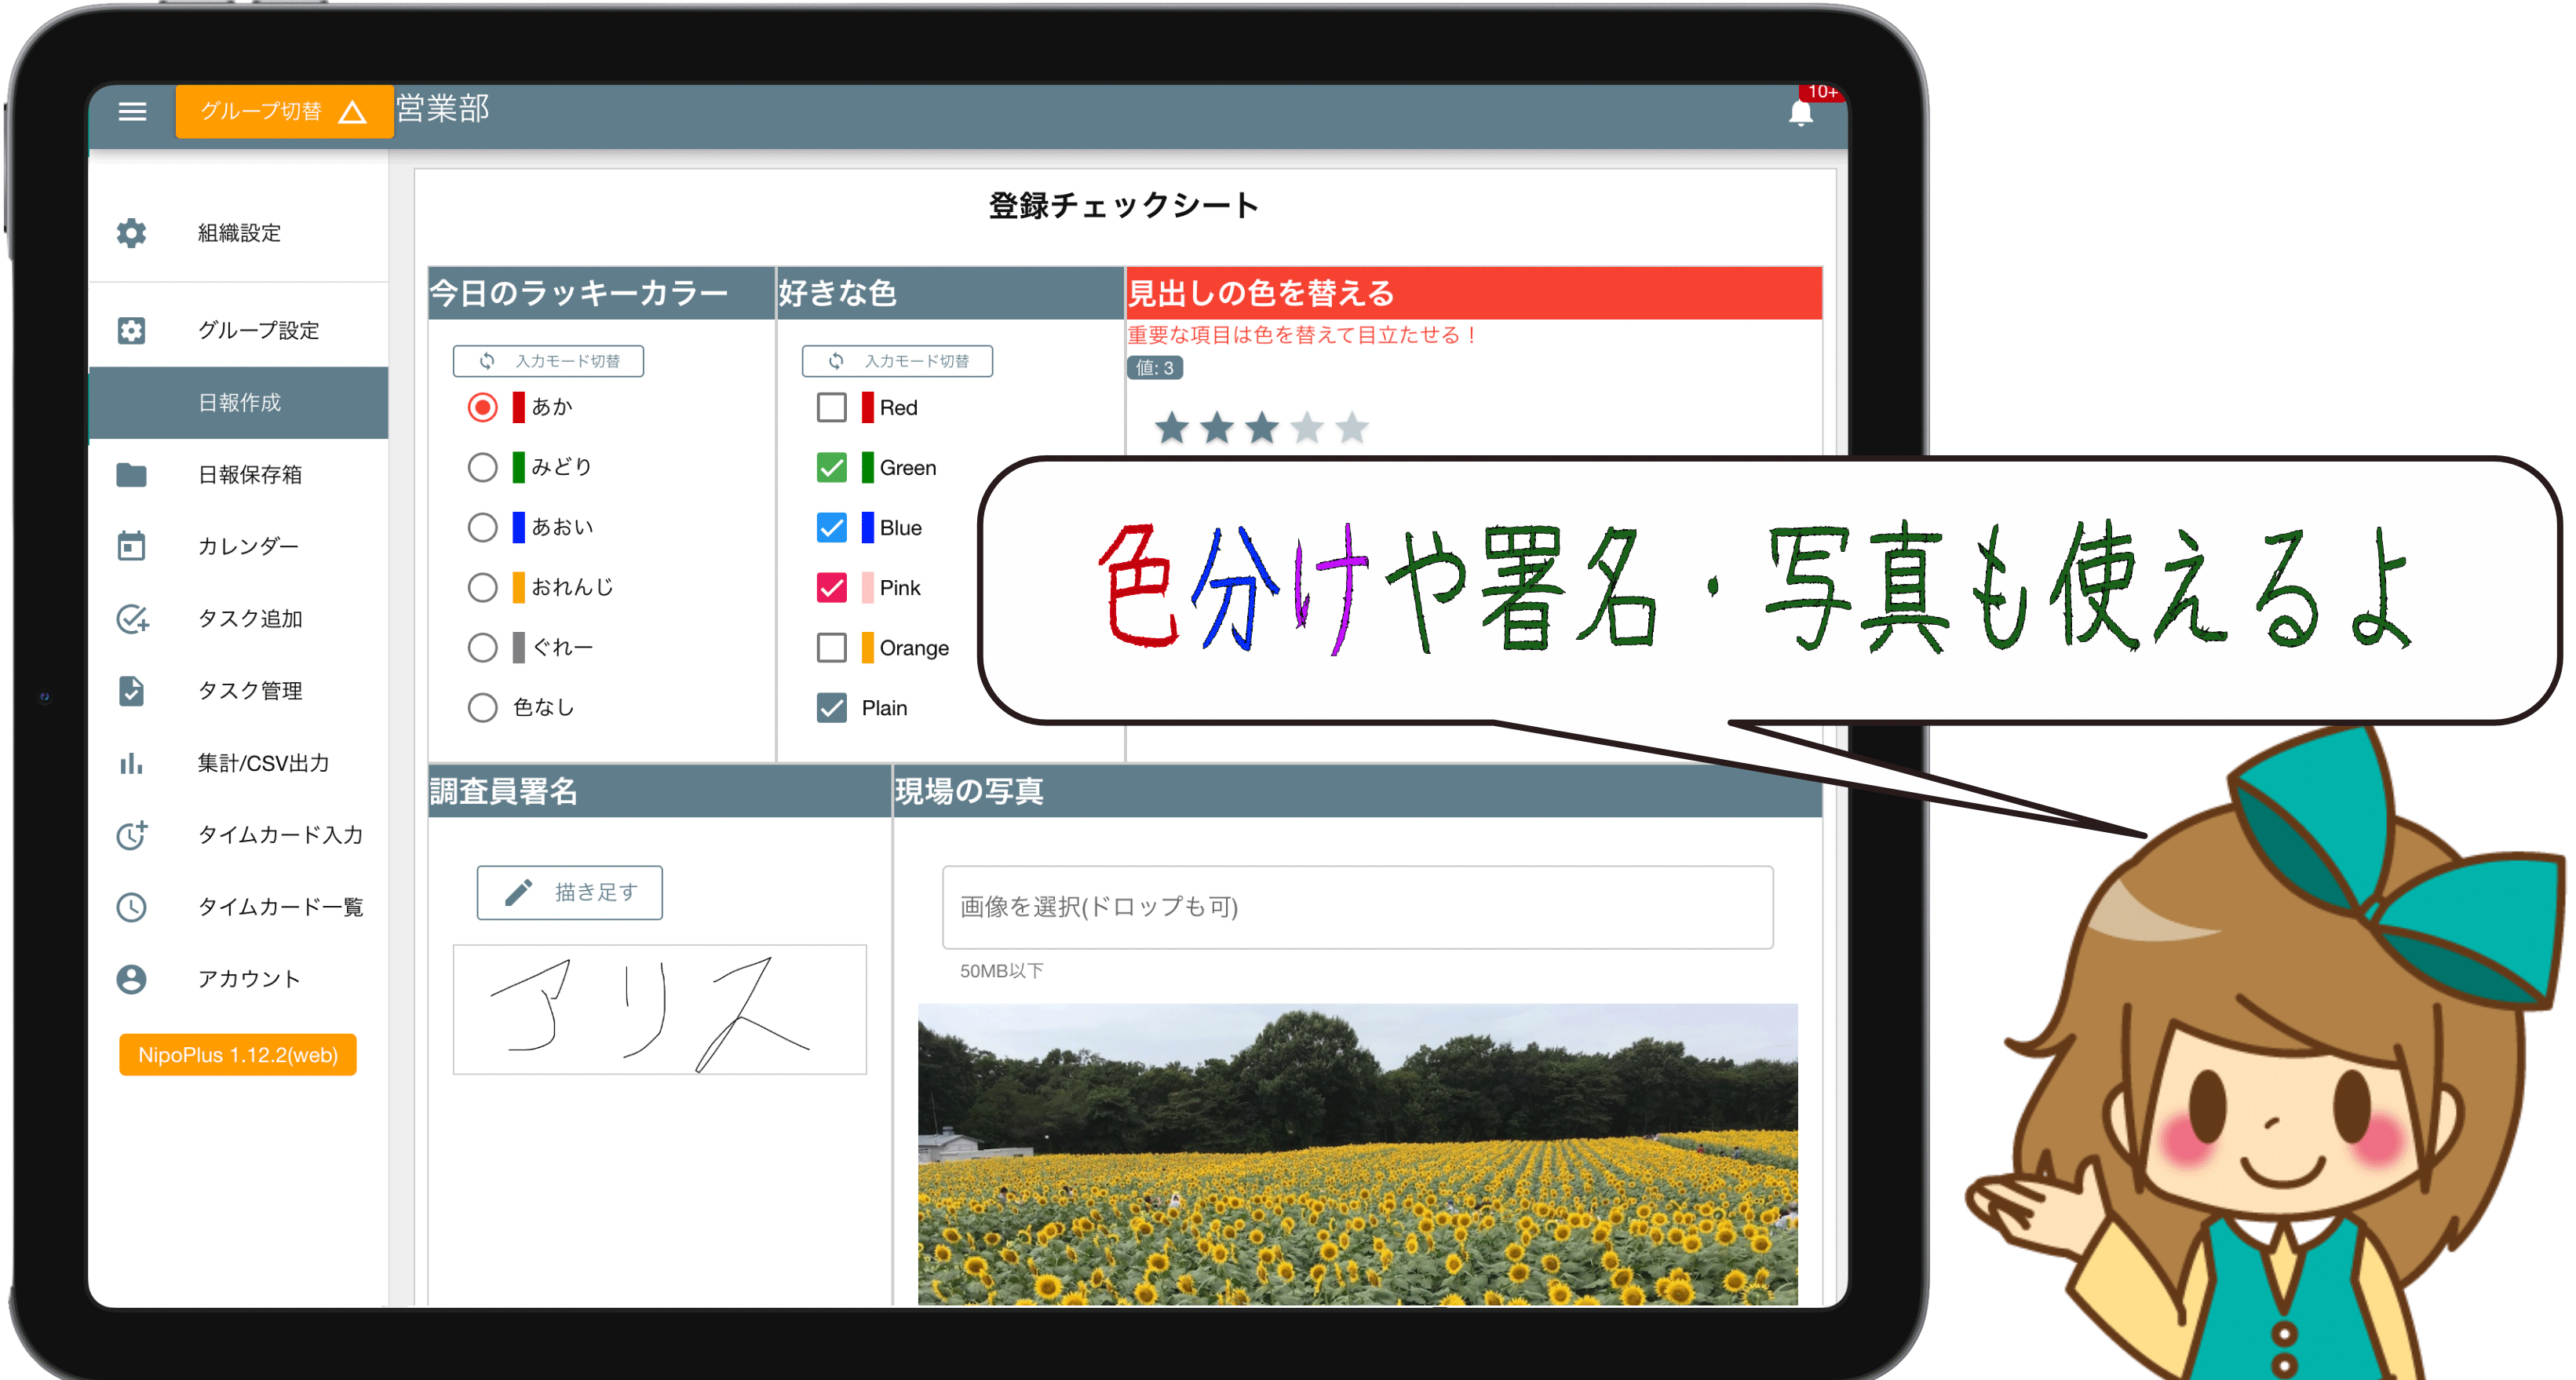 グループ切替
営業部
10+
組織設定
グループ設定
日報作成
日報保存箱
カレンダー
タスク追加
タスク管理
集計/CSV出力
タイムカード入力
タイムカード一覧
アカウント
NipoPlus 1.12.2(web)
登録チェックシート
今日のラッキーカラー
入力モード切替
あか
みどり
あおい
おれんじ
ぐれー
色なし
好きな色
入力モード切替
Red
Green
Blue
Pink
Orange
Plain
見出しの色を替える
重要な項目は色を替えて目立たせる！
値: 3
色分けや署名・写真も使えるよ
調査員署名
描き足す
アリス
現場の写真
画像を選択(ドロップも可)
50MB以下